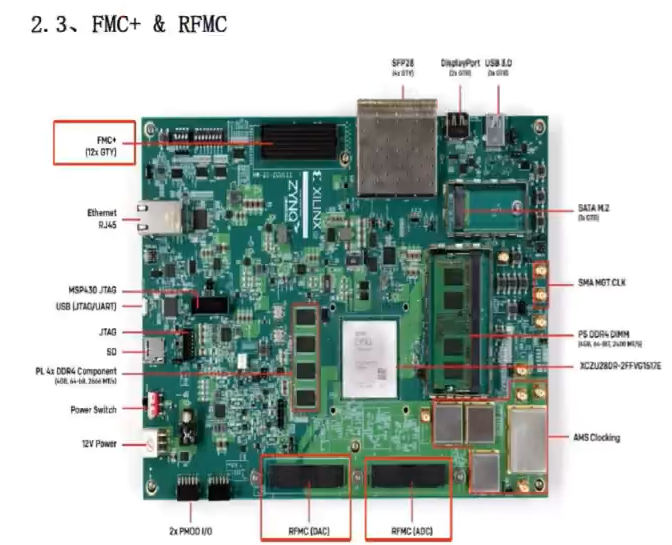 2.3、FMC+ & RFMC
SFP28
(4x GTY)
DisplayPort
(2x GTR)
USB 3.0
(1x GTR)
FMC+
(12x GTY)
XILINX
ZYNQ
Ethernet
RJ45
SATA M.2
(1x GTR)
MSP430 JTAG
USB (JTAG/UART)
SMA MGT CLK
JTAG
SD
PS DDR4 DIMM
(4GB, 64-BIT, 2400 MT/s)
PL 4x DDR4 Component
(4GB, 64-bit, 2666 MT/s)
XCZU28DR-2FFVG1517E
Power Switch
12V Power
AMS Clocking
2x PMOD I/O
RFMC (DAC)
RFMC (ADC)